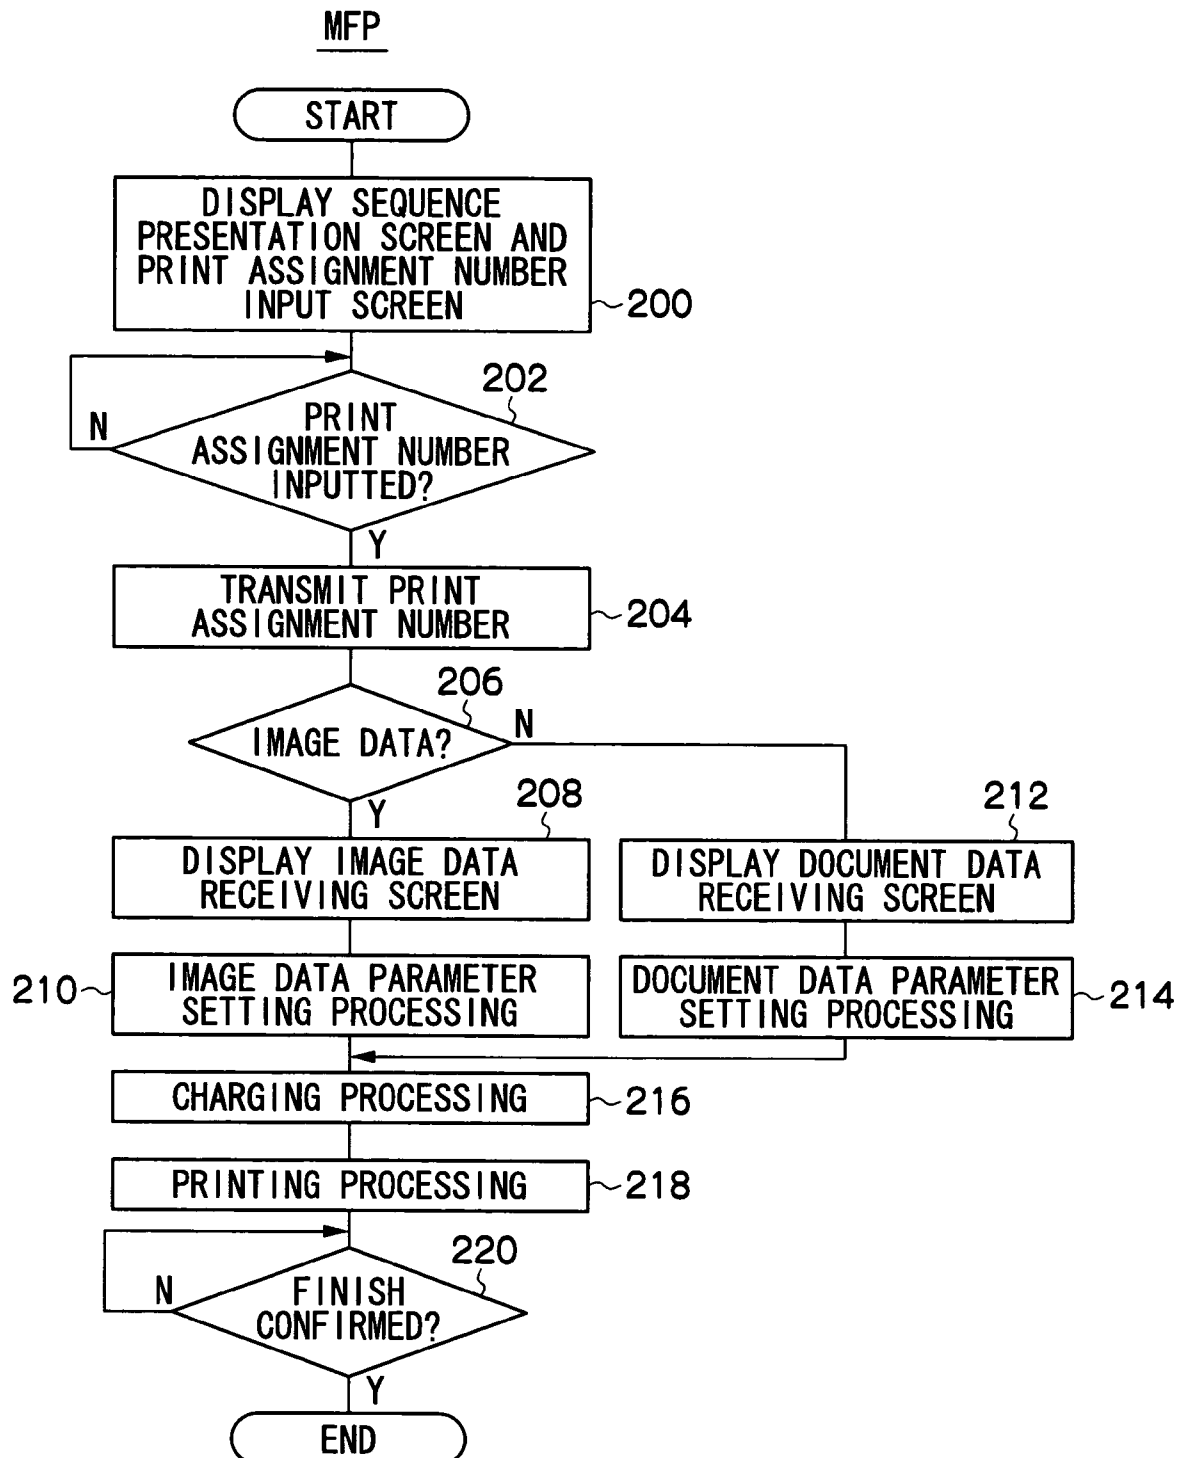 MFP
START
DISPLAY SEQUENCE
PRESENTATION SCREEN AND
PRINT ASSIGNMENT NUMBER
INPUT SCREEN
200
202
N
PRINT
ASSIGNMENT NUMBER
INPUTTED?
Y
TRANSMIT PRINT
ASSIGNMENT NUMBER
204
206
N
IMAGE DATA?
Y
208
212
DISPLAY IMAGE DATA
RECEIVING SCREEN
DISPLAY DOCUMENT DATA
RECEIVING SCREEN
210
IMAGE DATA PARAMETER
SETTING PROCESSING
DOCUMENT DATA PARAMETER
SETTING PROCESSING
214
CHARGING PROCESSING
216
PRINTING PROCESSING
218
220
N
FINISH
CONFIRMED?
Y
END